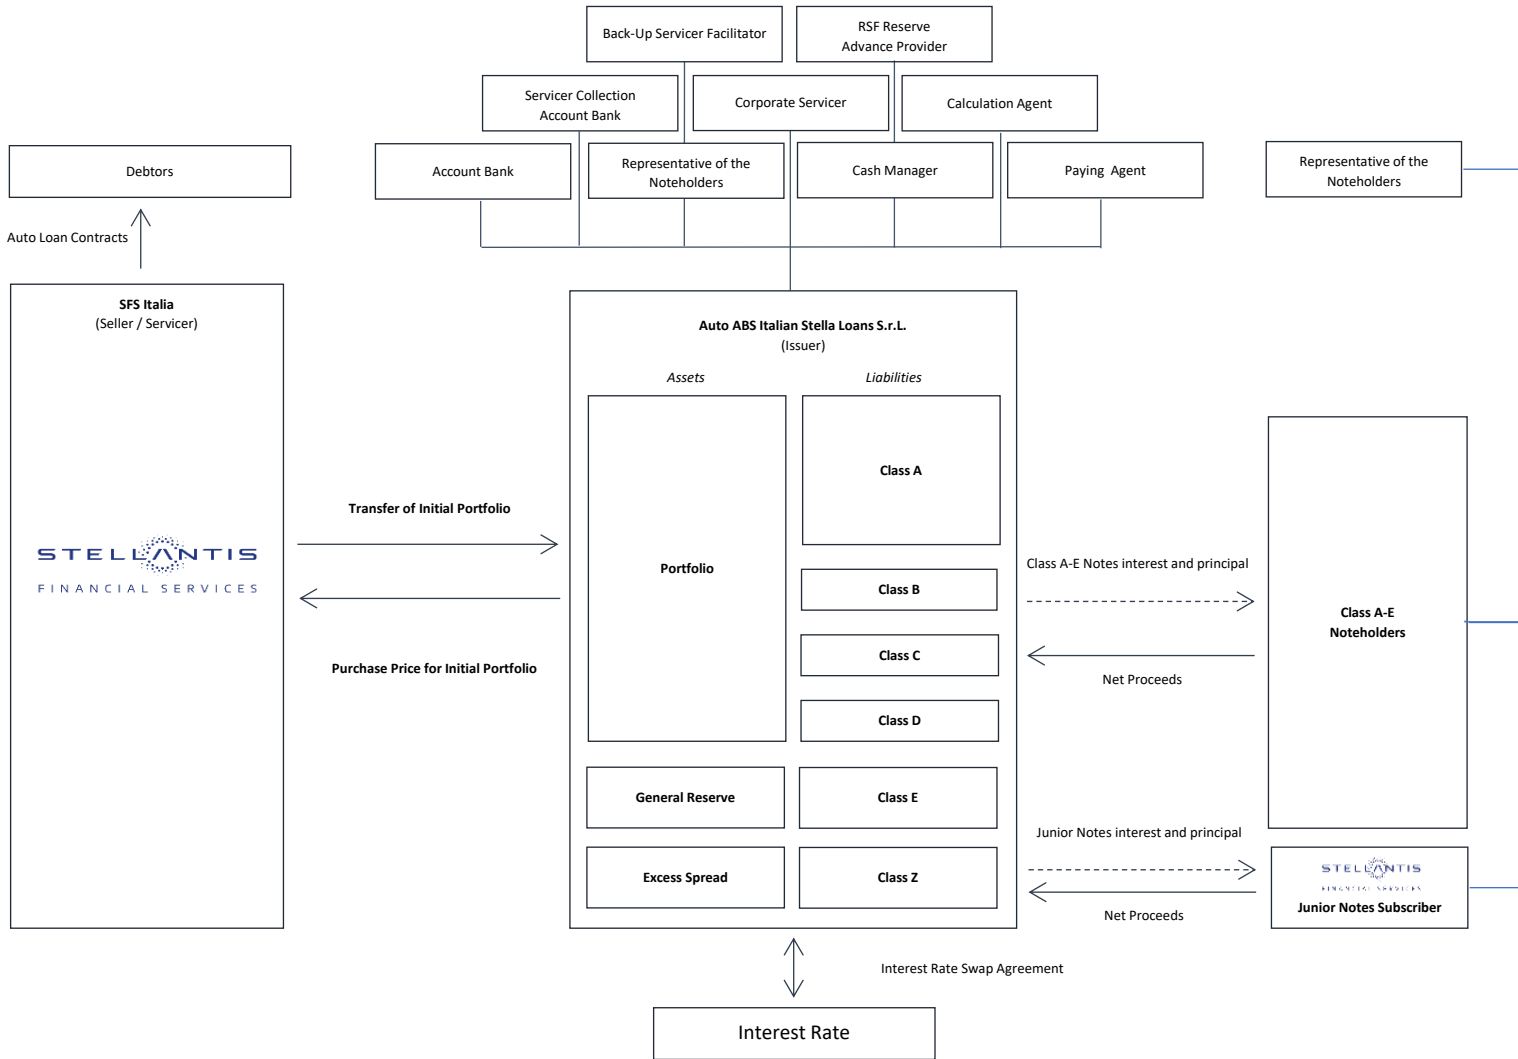 Back-Up Servicer Facilitator
RSF Reserve
Advance Provider
Servicer Collection
Account Bank
Corporate Servicer
Calculation Agent
Debtors
Account Bank
Representative of the
Noteholders
Cash Manager
Paying Agent
Representative of the
Noteholders
Auto Loan Contracts
SFS Italia
(Seller / Servicer)
STELLANTIS
FINANCIAL SERVICES
Transfer of Initial Portfolio
Purchase Price for Initial Portfolio
Auto ABS Italian Stella Loans S.r.L.
(Issuer)
Assets
Liabilities
Portfolio
Class A
Class B
Class C
Class D
General Reserve
Class E
Excess Spread
Class Z
Class A-E Notes interest and principal
Net Proceeds
Class A-E
Noteholders
Junior Notes interest and principal
Net Proceeds
STELLANTIS
FINANCIAL SERVICES
Junior Notes Subscriber
Interest Rate Swap Agreement
Interest Rate